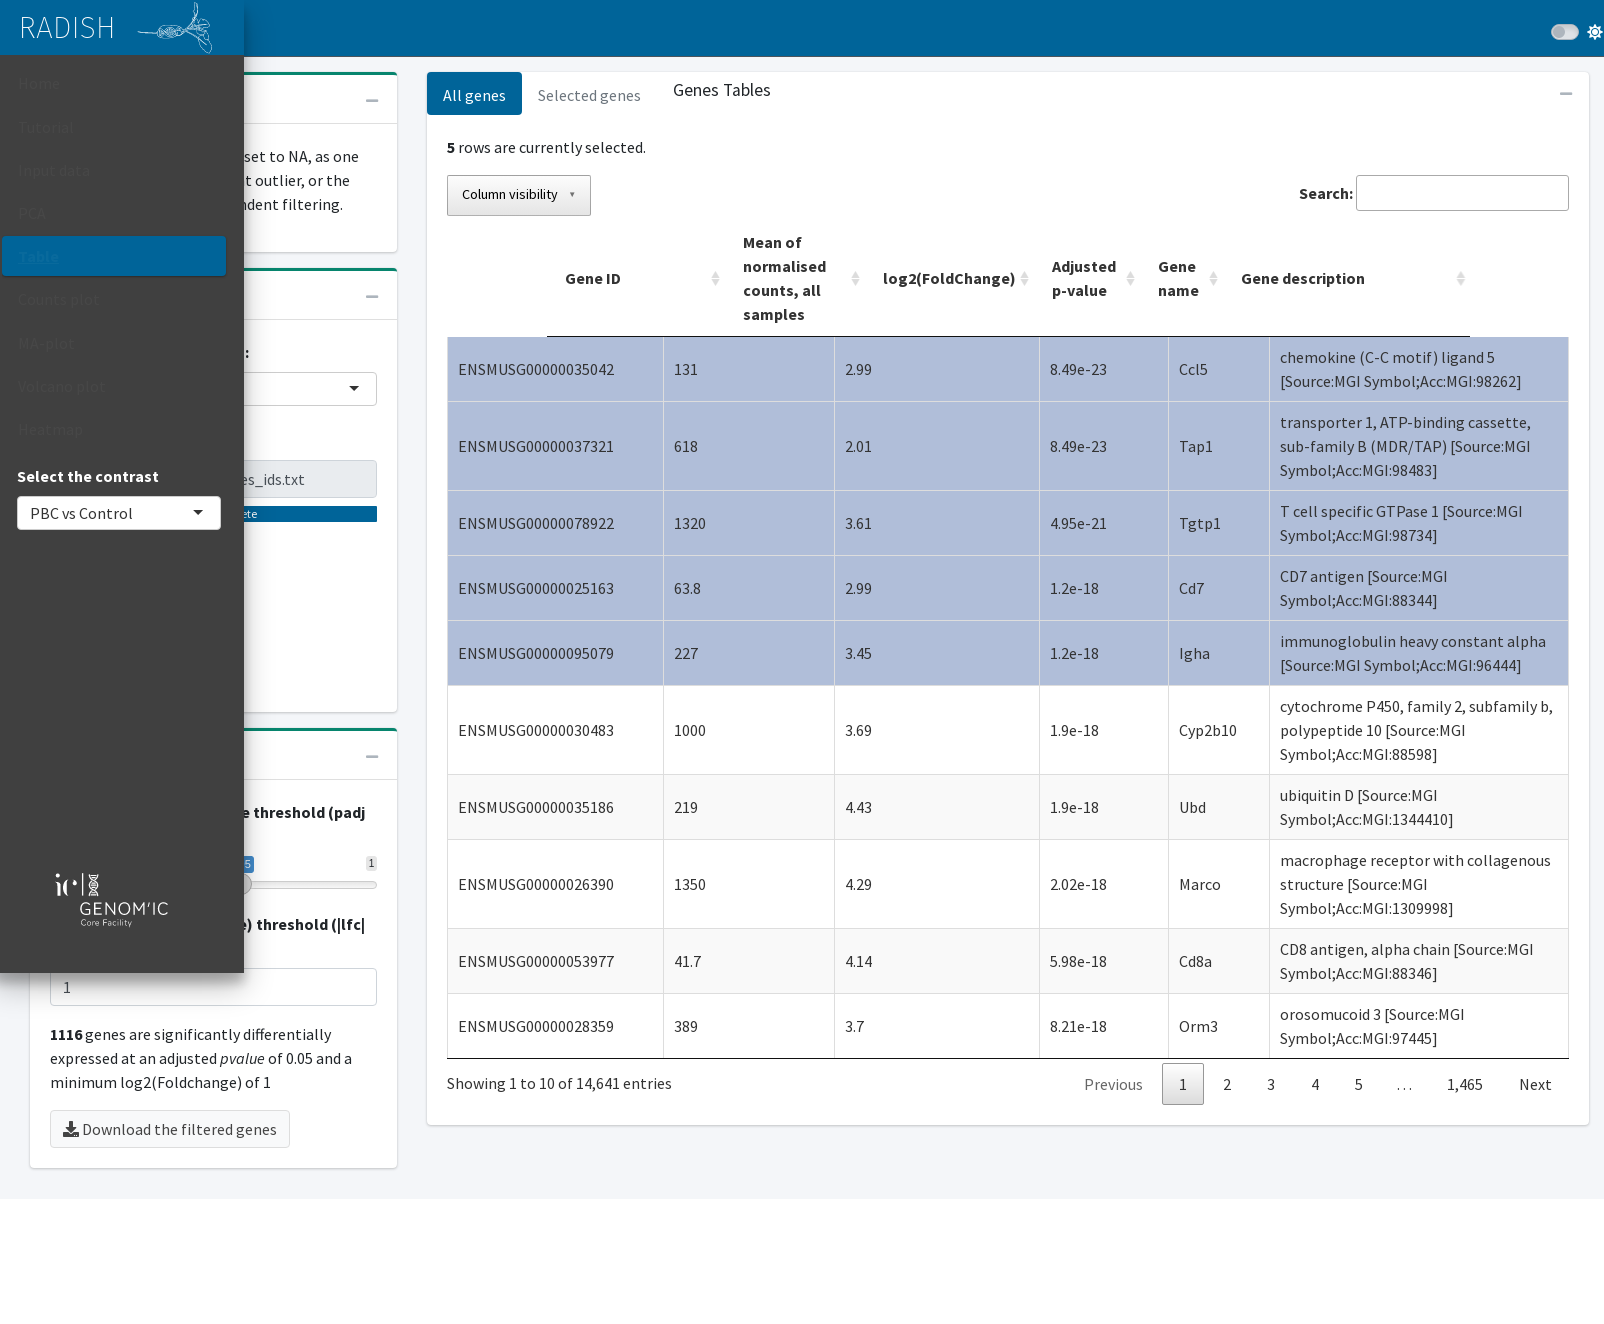 RADISH
Home
Tutorial
Input data
PCA
Table
Counts plot
MA-plot
Volcano plot
Heatmap
Select the contrast
PBC vs Control
GENOM'IC
Core Facility
set to NA, as one
outlier, or the
filtering.
:
es_ids.txt
ete
threshold (padj
5
1
threshold (|lfc|
1
1116 genes are significantly differentially
expressed at an adjusted pvalue of 0.05 and a
minimum log2(Foldchange) of 1
Download the filtered genes
All genes
Selected genes
Genes Tables
5 rows are currently selected.
Column visibility
Search:
Gene ID
Mean of
normalised
counts, all
samples
log2(FoldChange)
Adjusted
p-value
Gene
name
Gene description
ENSMUSG00000035042 131 2.99 8.49e-23 Ccl5 chemokine (C-C motif) ligand 5
[Source:MGI Symbol;Acc:MGI:98262]
ENSMUSG00000037321 618 2.01 8.49e-23 Tap1 transporter 1, ATP-binding cassette,
sub-family B (MDR/TAP) [Source:MGI
Symbol;Acc:MGI:98483]
ENSMUSG00000078922 1320 3.61 4.95e-21 Tgtp1 T cell specific GTPase 1 [Source:MGI
Symbol;Acc:MGI:98734]
ENSMUSG00000025163 63.8 2.99 1.2e-18 Cd7 CD7 antigen [Source:MGI
Symbol;Acc:MGI:88344]
ENSMUSG00000095079 227 3.45 1.2e-18 Igha immunoglobulin heavy constant alpha
[Source:MGI Symbol;Acc:MGI:96444]
ENSMUSG00000030483 1000 3.69 1.9e-18 Cyp2b10 cytochrome P450, family 2, subfamily b,
polypeptide 10 [Source:MGI
Symbol;Acc:MGI:88598]
ENSMUSG00000035186 219 4.43 1.9e-18 Ubd ubiquitin D [Source:MGI
Symbol;Acc:MGI:1344410]
ENSMUSG00000026390 1350 4.29 2.02e-18 Marco macrophage receptor with collagenous
structure [Source:MGI
Symbol;Acc:MGI:1309998]
ENSMUSG00000053977 41.7 4.14 5.98e-18 Cd8a CD8 antigen, alpha chain [Source:MGI
Symbol;Acc:MGI:88346]
ENSMUSG00000028359 389 3.7 8.21e-18 Orm3 orosomucoid 3 [Source:MGI
Symbol;Acc:MGI:97445]
Showing 1 to 10 of 14,641 entries
Previous 1 2 3 4 5 … 1,465 Next